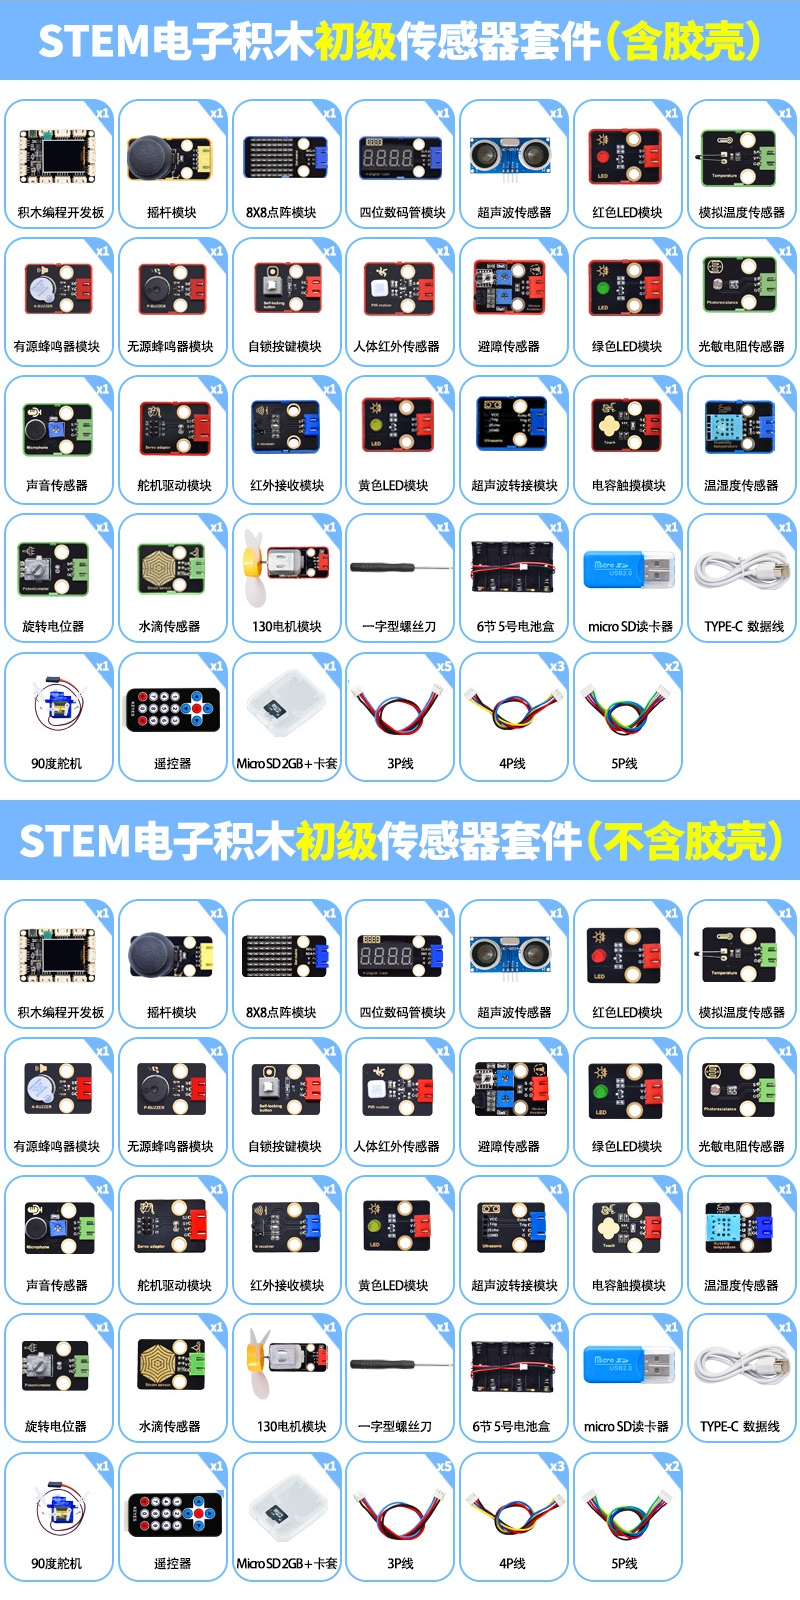 STEM电子积木初级传感器套件（含胶壳）
x1 x1 x1 x1 x1 x1 x1
积木编程开发板 摇杆模块 8X8点阵模块 四位数码管模块 超声波传感器 红色LED模块 模拟温度传感器
x1 x1 x1 x1 x1 x1 x1
有源蜂鸣器模块 无源蜂鸣器模块 自锁按键模块 人体红外传感器 避障传感器 绿色LED模块 光敏电阻传感器
x1 x1 x1 x1 x1 x1 x1
声音传感器 舵机驱动模块 红外接收模块 黄色LED模块 超声波转接模块 电容触摸模块 温湿度传感器
x1 x1 x1 x1 x1 x1 x1
旋转电位器 水滴传感器 130电机模块 一字型螺丝刀 6节5号电池盒 micro SD读卡器 TYPE-C 数据线
x1 x1 x1 x5 x3 x2
90度舵机 遥控器 Micro SD 2GB+卡套 3P线 4P线 5P线
STEM电子积木初级传感器套件（不含胶壳）
x1 x1 x1 x1 x1 x1 x1
积木编程开发板 摇杆模块 8X8点阵模块 四位数码管模块 超声波传感器 红色LED模块 模拟温度传感器
x1 x1 x1 x1 x1 x1 x1
有源蜂鸣器模块 无源蜂鸣器模块 自锁按键模块 人体红外传感器 避障传感器 绿色LED模块 光敏电阻传感器
x1 x1 x1 x1 x1 x1 x1
声音传感器 舵机驱动模块 红外接收模块 黄色LED模块 超声波转接模块 电容触摸模块 温湿度传感器
x1 x1 x1 x1 x1 x1 x1
旋转电位器 水滴传感器 130电机模块 一字型螺丝刀 6节5号电池盒 micro SD读卡器 TYPE-C 数据线
x1 x1 x1 x5 x3 x2
90度舵机 遥控器 Micro SD 2GB+卡套 3P线 4P线 5P线